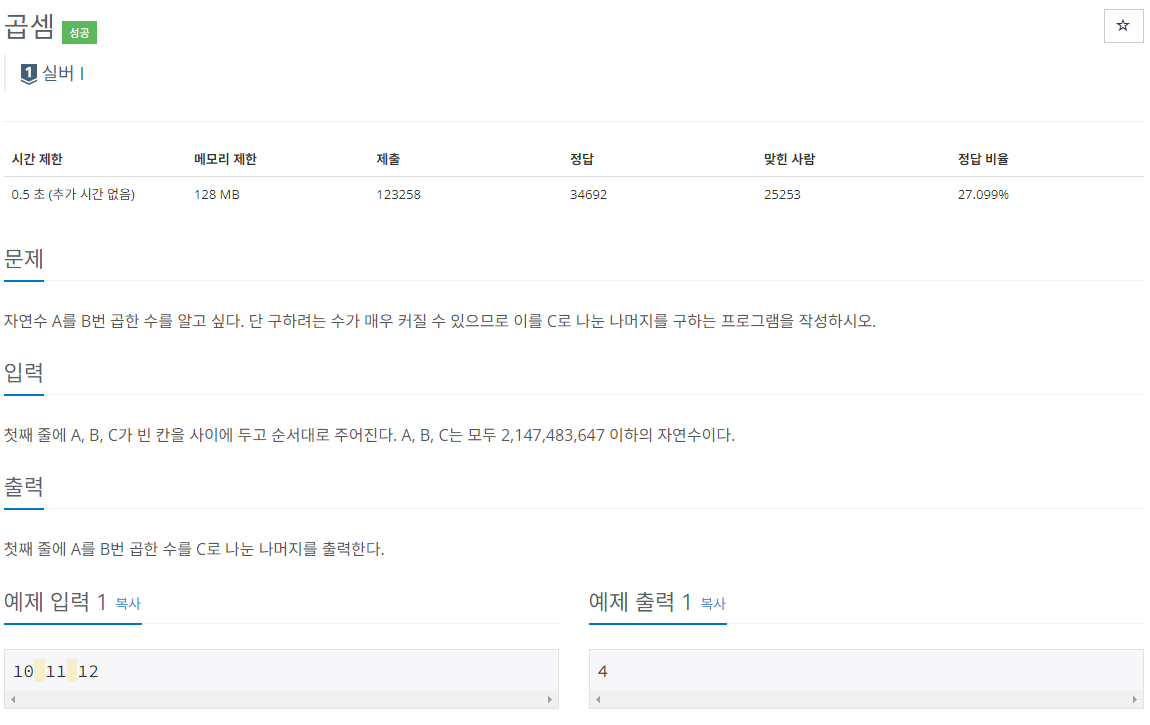 곱셈 성공
☆
1 실버 I
시간 제한 메모리 제한 제출 정답 맞힌 사람 정답 비율
0.5 초 (추가 시간 없음) 128 MB 123258 34692 25253 27.099%
문제
자연수 A를 B번 곱한 수를 알고 싶다. 단 구하려는 수가 매우 커질 수 있으므로 이를 C로 나눈 나머지를 구하는 프로그램을 작성하시오.
입력
첫째 줄에 A, B, C가 빈 칸을 사이에 두고 순서대로 주어진다. A, B, C는 모두 2,147,483,647 이하의 자연수이다.
출력
첫째 줄에 A를 B번 곱한 수를 C로 나눈 나머지를 출력한다.
예제 입력 1 복사
10 11 12
예제 출력 1 복사
4